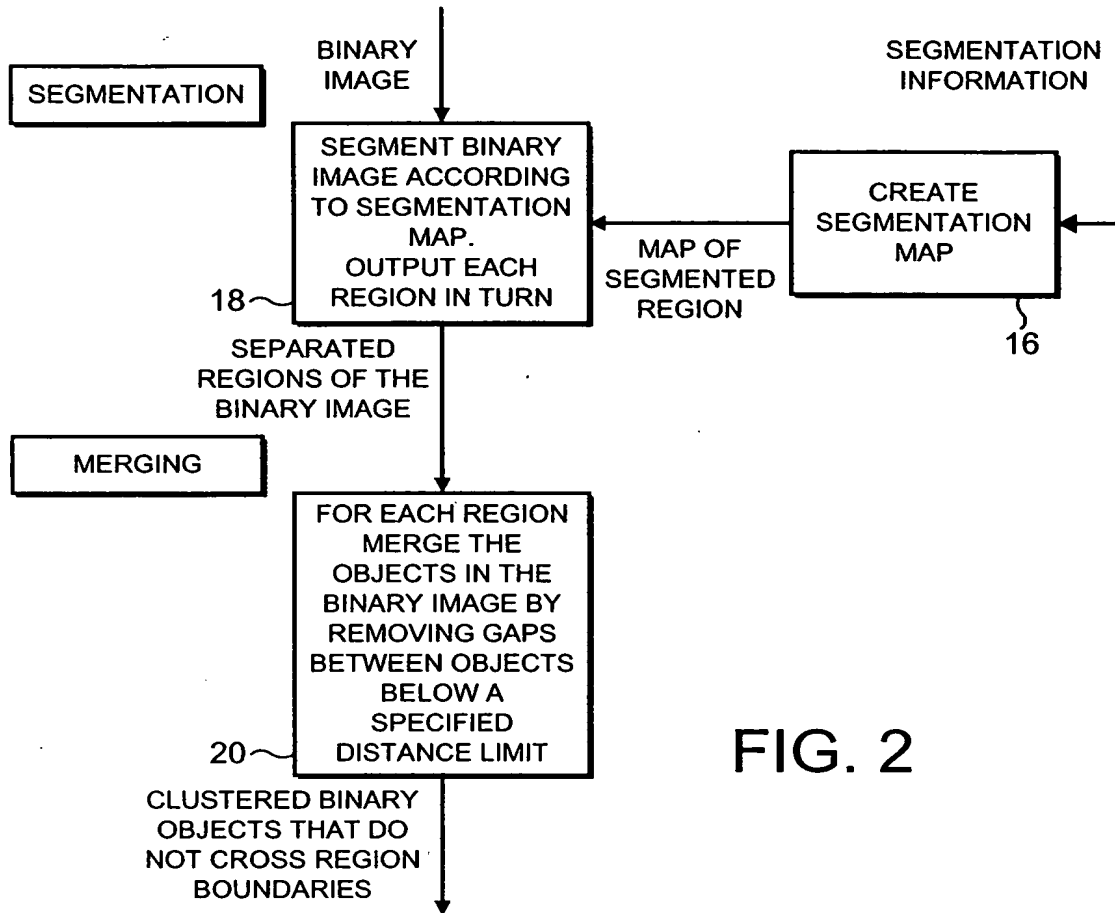 BINARY
IMAGE
SEGMENTATION
INFORMATION
SEGMENTATION
SEGMENT BINARY
IMAGE ACCORDING
TO SEGMENTATION
MAP.
OUTPUT EACH
REGION IN TURN
18
MAP OF
SEGMENTED
REGION
CREATE
SEGMENTATION
MAP
16
SEPARATED
REGIONS OF THE
BINARY IMAGE
MERGING
FOR EACH REGION
MERGE THE
OBJECTS IN THE
BINARY IMAGE BY
REMOVING GAPS
BETWEEN OBJECTS
BELOW A
SPECIFIED
DISTANCE LIMIT
20
FIG. 2
CLUSTERED BINARY
OBJECTS THAT DO
NOT CROSS REGION
BOUNDARIES